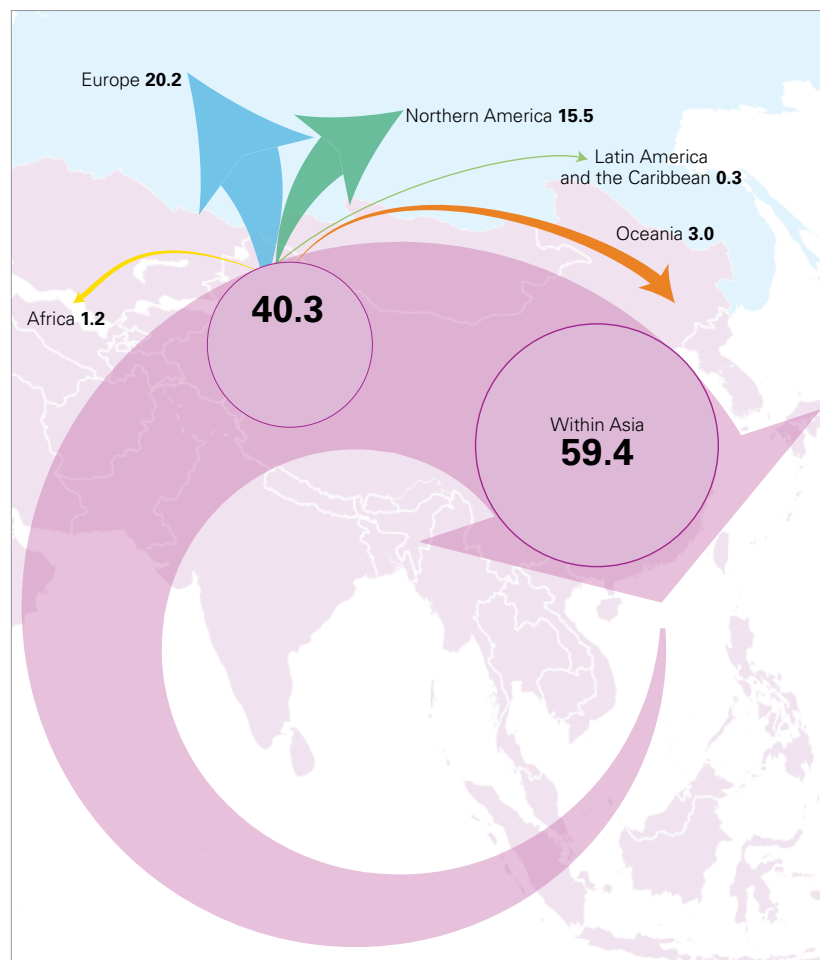 Europe 20.2
Northern America 15.5
Latin America
and the Caribbean 0.3
Oceania 3.0
Africa 1.2
40.3
Within Asia
59.4